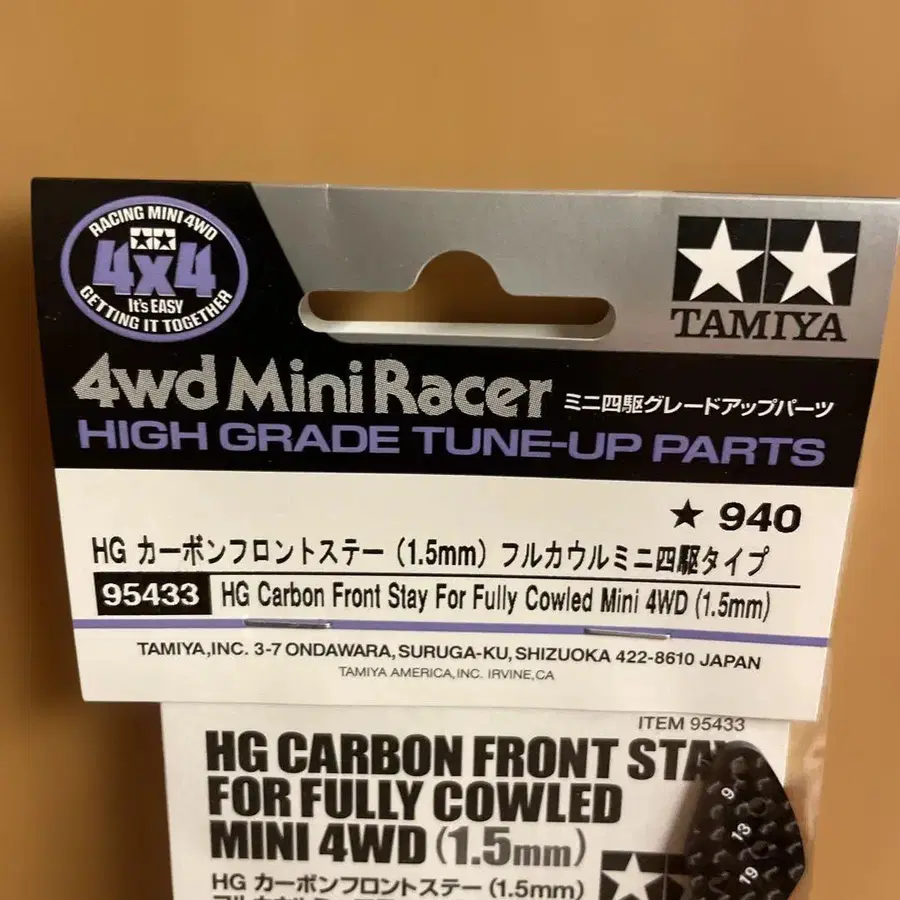 RACING MINI 4WD
4x4
It's EASY
GETTING IT TOGETHER
TAMIYA
4wd Mini Racer ミニ四駆グレードアップパーツ
HIGH GRADE TUNE-UP PARTS
★ 940
HG カーボンフロントステー（1.5mm）フルカウルミニ四駆タイプ
95433 HG Carbon Front Stay For Fully Cowled Mini 4WD (1.5mm)
TAMIYA,INC. 3-7 ONDAWARA, SURUGA-KU, SHIZUOKA 422-8610 JAPAN
TAMIYA AMERICA,INC. IRVINE,CA
ITEM 95433
HG CARBON FRONT STAY
FOR FULLY COWLED
MINI 4WD (1.5mm)
HG カーボンフロントステー（1.5mm）
9
13
19